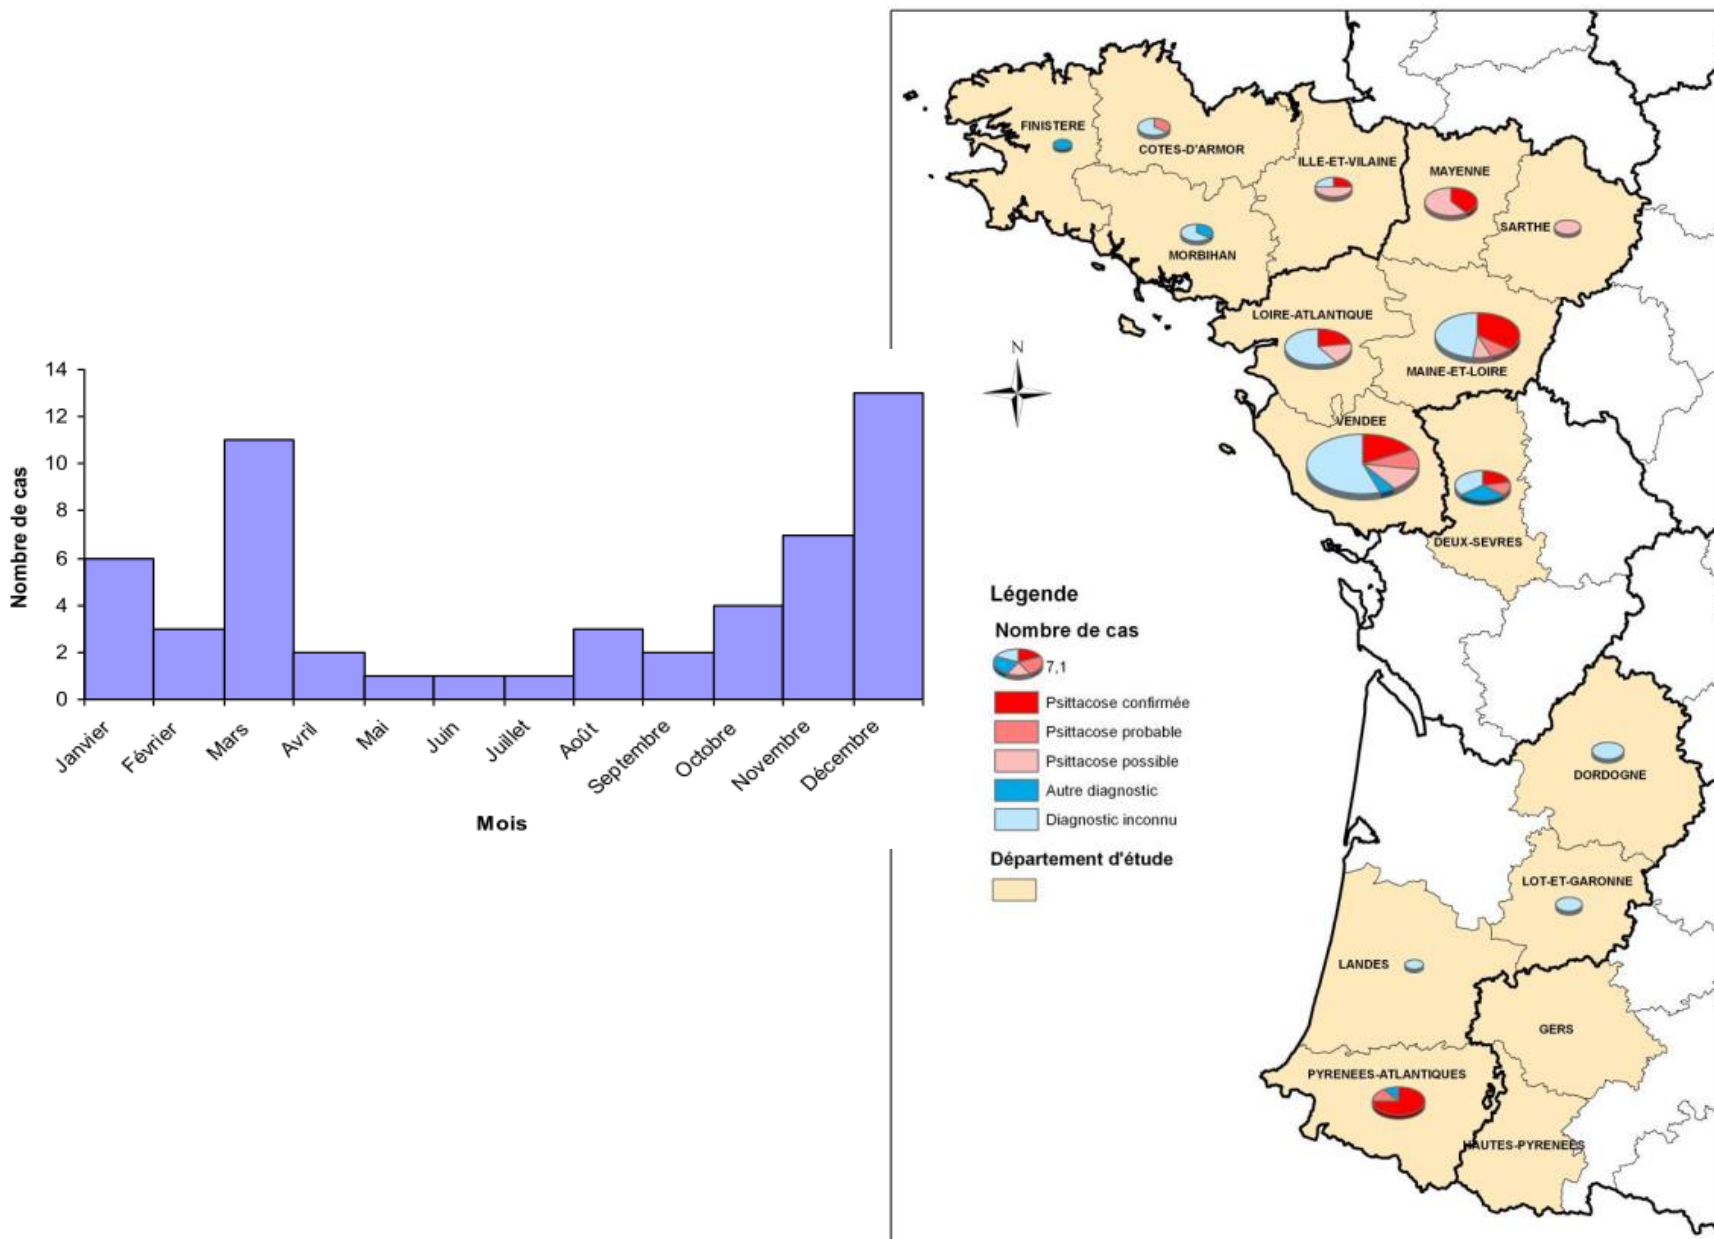 14
12
10
8
6
4
2
0
Nombre de cas
Janvier
Février
Mars
Avril
Mai
Juin
Juillet
Août
Septembre
Octobre
Novembre
Décembre
Mois
FINISTERE
COTES-D'ARMOR
ILLE-ET-VILAINE
MAYENNE
SARTHE
MORBIHAN
LOIRE-ATLANTIQUE
MAINE-ET-LOIRE
N
VENDEE
DEUX-SEVRES
Légende
Nombre de cas
7,1
Psittacose confirmée
Psittacose probable
Psittacose possible
Autre diagnostic
Diagnostic inconnu
Département d'étude
DORDOGNE
LOT-ET-GARONNE
LANDES
GERS
PYRENEES-ATLANTIQUES
HAUTES-PYRENEES